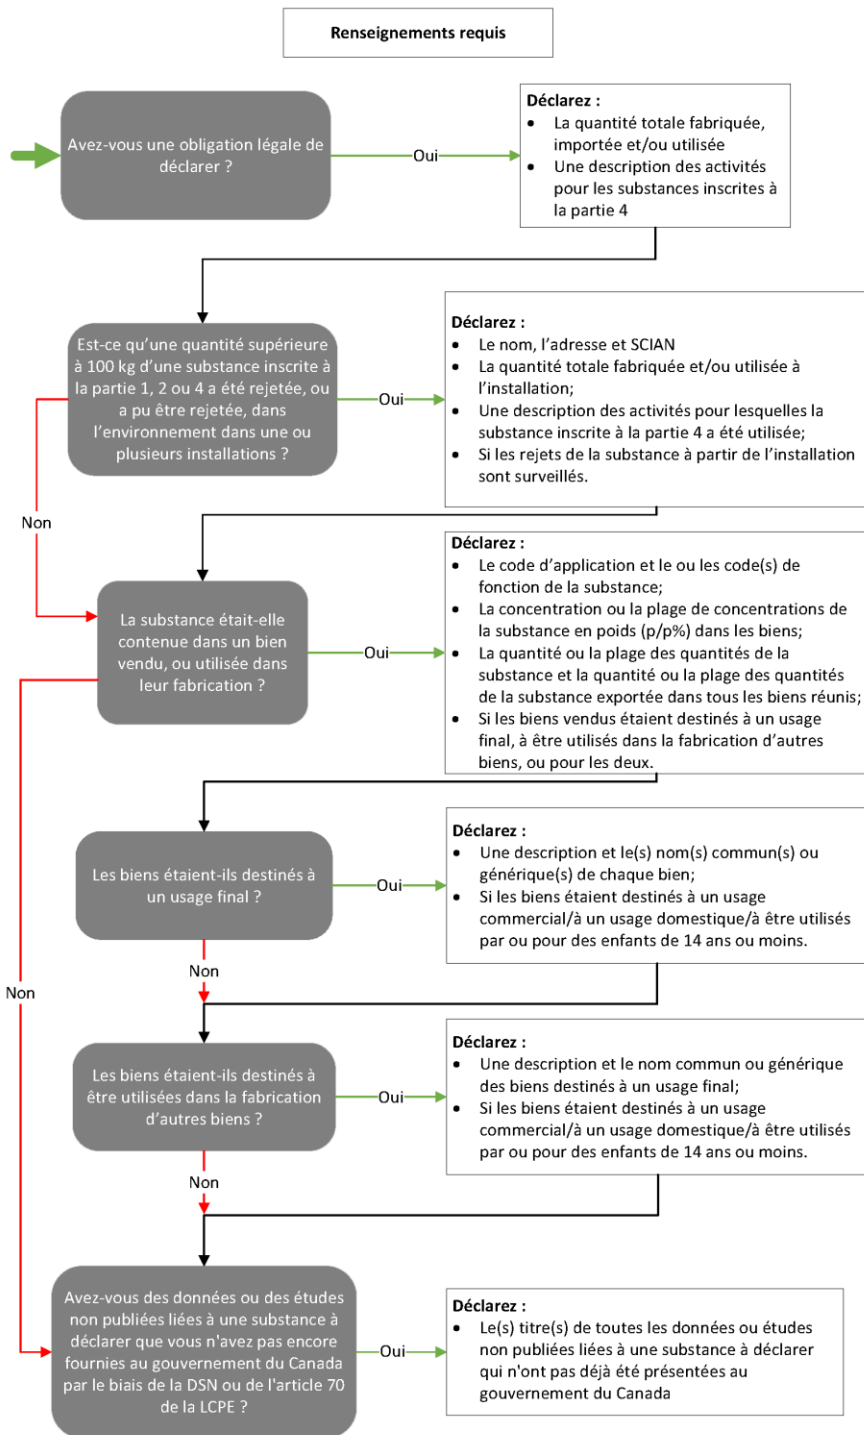 Renseignements requis
Avez-vous une obligation légale de
déclarer ?
Oui
Déclarez :
• La quantité totale fabriquée,
importée et/ou utilisée
• Une description des activités
pour les substances inscrites à
la partie 4
Est-ce qu'une quantité supérieure
à 100 kg d'une substance inscrite à
la partie 1, 2 ou 4 a été rejetée, ou
a pu être rejetée, dans
l'environnement dans une ou
plusieurs installations ?
Oui
Déclarez :
• Le nom, l'adresse et SCIAN
• La quantité totale fabriquée et/ou utilisée à
l'installation;
• Une description des activités pour lesquelles la
substance inscrite à la partie 4 a été utilisée;
• Si les rejets de la substance à partir de l'installation
sont surveillés.
Non
La substance était-elle
contenue dans un bien
vendu, ou utilisée dans
leur fabrication ?
Oui
Déclarez :
• Le code d'application et le ou les code(s) de
fonction de la substance;
• La concentration ou la plage de concentrations de
la substance en poids (p/p%) dans les biens;
• La quantité ou la plage des quantités de la
substance et la quantité ou la plage des quantités
de la substance exportée dans tous les biens réunis;
• Si les biens vendus étaient destinés à un usage
final, à être utilisés dans la fabrication d'autres
biens, ou pour les deux.
Les biens étaient-ils destinés à
un usage final ?
Oui
Déclarez :
• Une description et le(s) nom(s) commun(s) ou
générique(s) de chaque bien;
• Si les biens étaient destinés à un usage
commercial/à un usage domestique/à être utilisés
par ou pour des enfants de 14 ans ou moins.
Non
Non
Les biens étaient-ils destinés à
être utilisées dans la fabrication
d'autres biens ?
Oui
Déclarez :
• Une description et le nom commun ou générique
des biens destinés à un usage final;
• Si les biens étaient destinés à un usage
commercial/à un usage domestique/à être utilisés
par ou pour des enfants de 14 ans ou moins.
Non
Avez-vous des données ou des études
non publiées liées à une substance à
déclarer que vous n'avez pas encore
fournies au gouvernement du Canada
par le biais de la DSN ou de l'article 70
de la LCPE ?
Oui
Déclarez :
• Le(s) titre(s) de toutes les données ou études
non publiées liées à une substance à déclarer
qui n'ont pas déjà été présentées au
gouvernement du Canada